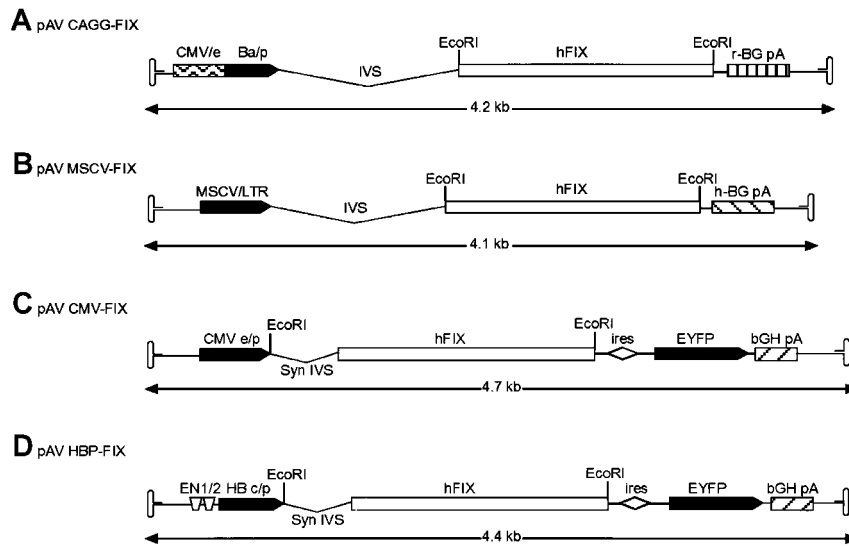 A pAV CAGG-FIX
CMV/e Ba/p IVS EcoRI hFIX EcoRI r-BG pA
4.2 kb
B pAV MSCV-FIX
MSCV/LTR IVS EcoRI hFIX EcoRI h-BG pA
4.1 kb
C pAV CMV-FIX
CMV e/p EcoRI Syn IVS hFIX EcoRI ires EYFP bGH pA
4.7 kb
D pAV HBP-FIX
EN1/2 HB c/p EcoRI Syn IVS hFIX EcoRI ires EYFP bGH pA
4.4 kb